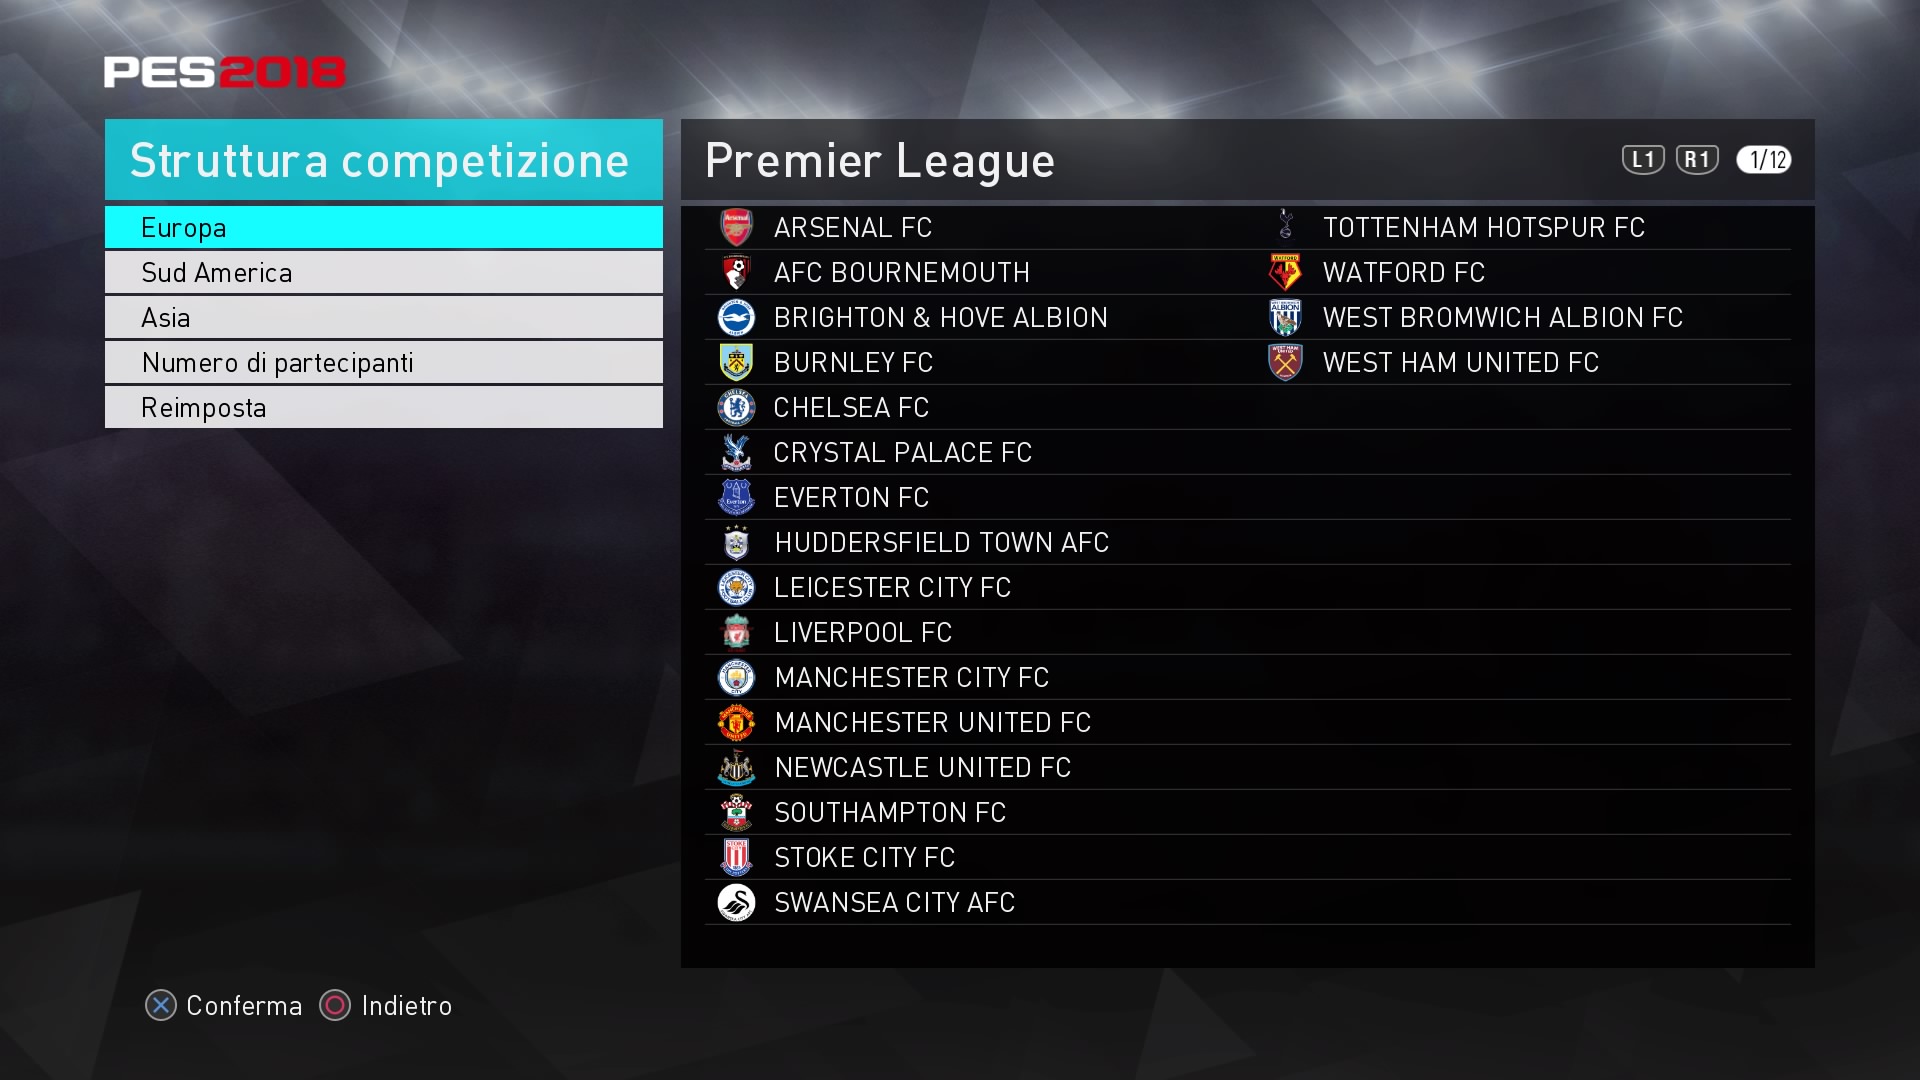 PES2018
Struttura competizione
Europa
Sud America
Asia
Numero di partecipanti
Reimposta
Premier League
L1 R1 1/12
ARSENAL FC
AFC BOURNEMOUTH
BRIGHTON & HOVE ALBION
BURNLEY FC
CHELSEA FC
CRYSTAL PALACE FC
EVERTON FC
HUDDERSFIELD TOWN AFC
LEICESTER CITY FC
LIVERPOOL FC
MANCHESTER CITY FC
MANCHESTER UNITED FC
NEWCASTLE UNITED FC
SOUTHAMPTON FC
STOKE CITY FC
SWANSEA CITY AFC
TOTTENHAM HOTSPUR FC
WATFORD FC
WEST BROMWICH ALBION FC
WEST HAM UNITED FC
Conferma Indietro